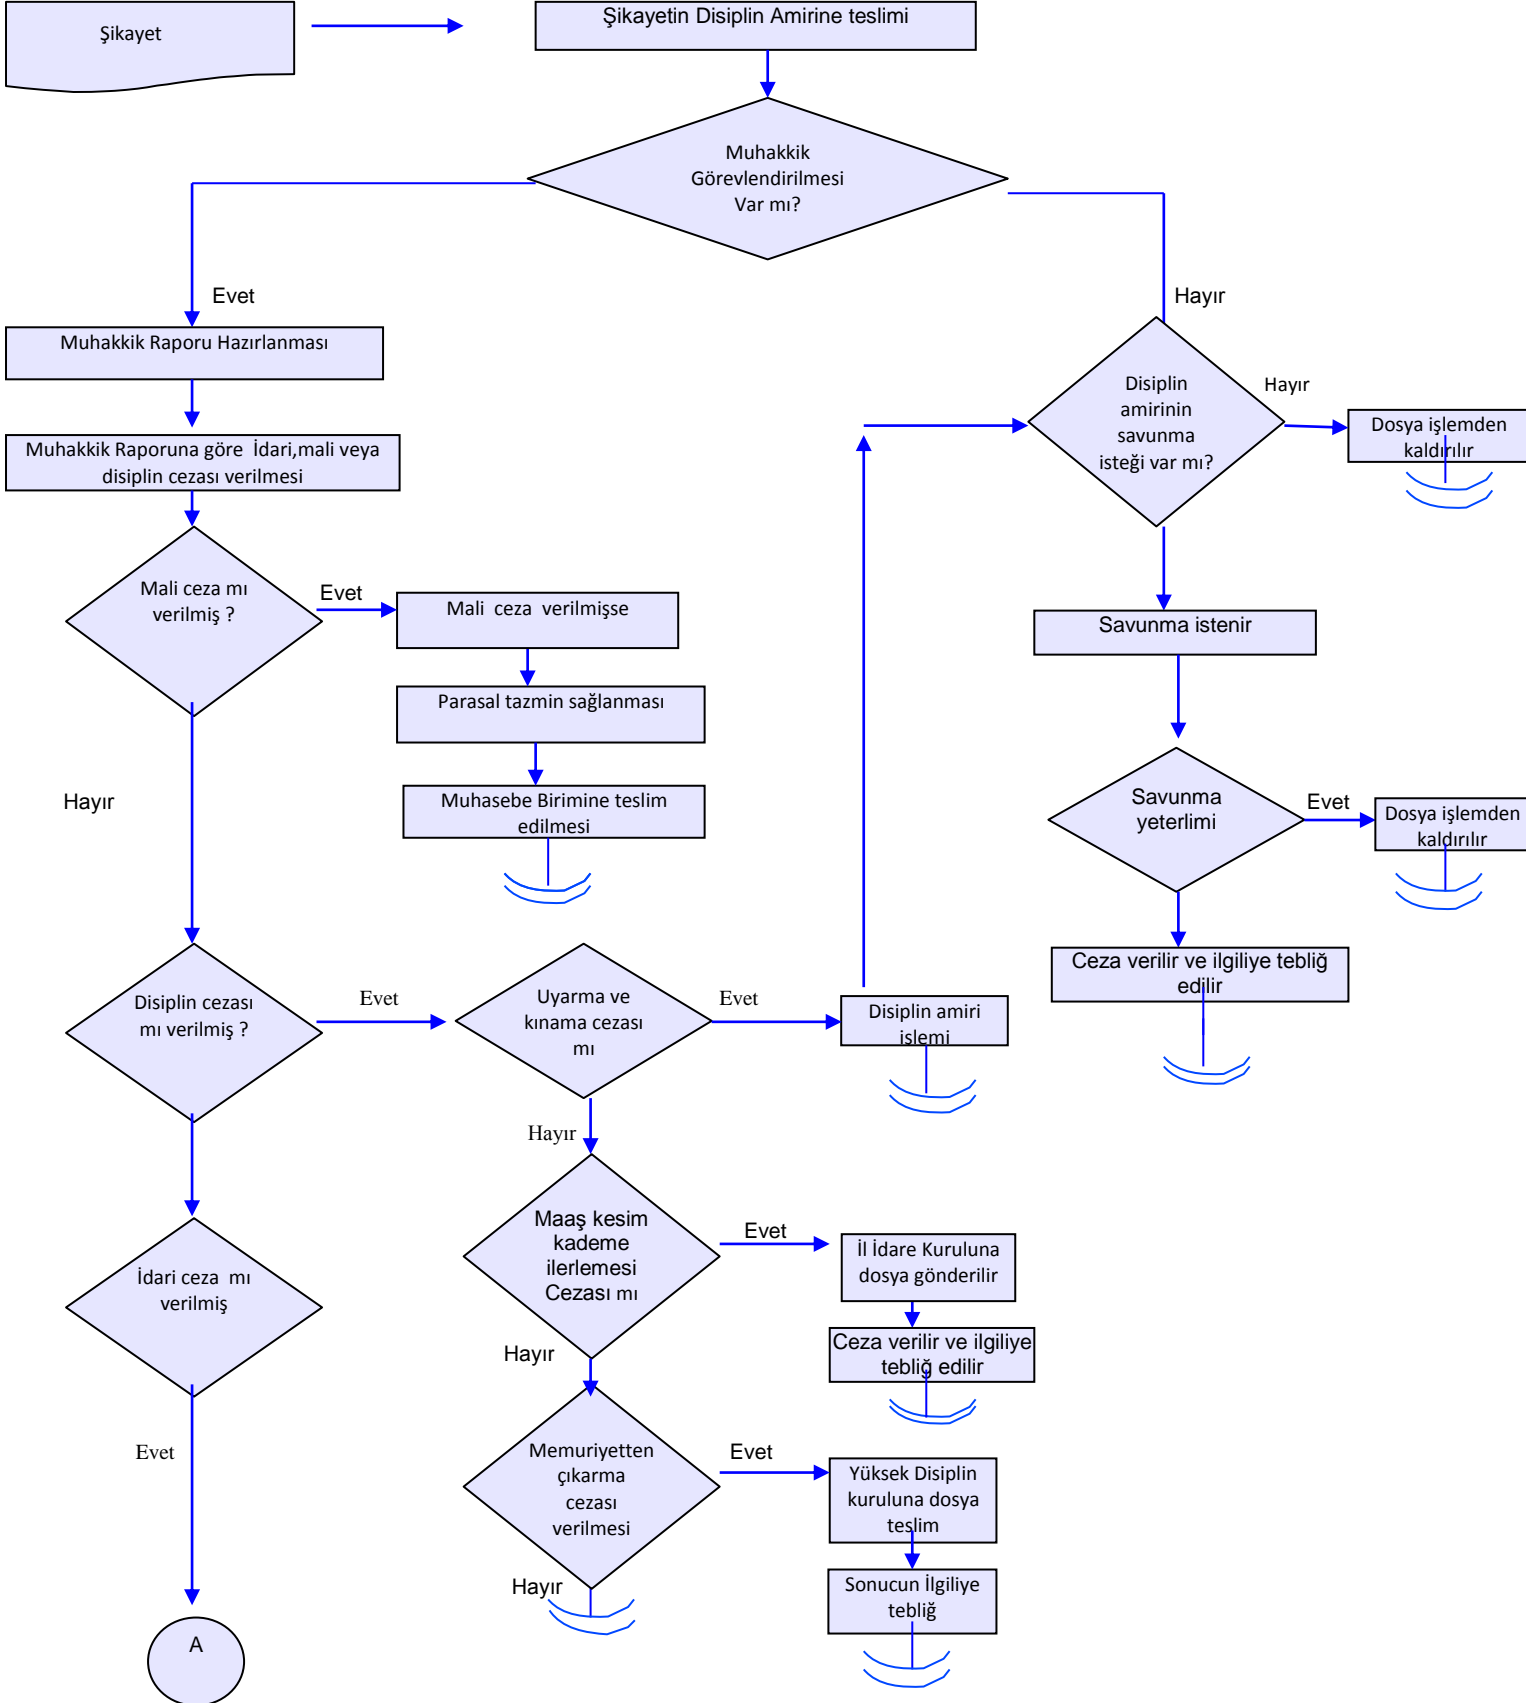 Şikayet
Şikayetin Disiplin Amirine teslimi
Muhakkik
Görevlendirilmesi
Var mı?
Evet
Hayır
Muhakkik Raporu Hazırlanması
Disiplin
amirinin
savunma
isteği var mı?
Hayır
Dosya işlemden
kaldırılır
Muhakkik Raporuna göre İdari,mali veya
disiplin cezası verilmesi
Mali ceza mı
verilmiş ?
Evet
Mali ceza verilmişse
Savunma istenir
Parasal tazmin sağlanması
Hayır
Muhasebe Birimine teslim
edilmesi
Savunma
yeterlimi
Evet
Dosya işlemden
kaldırılır
Ceza verilir ve ilgiliye tebliğ
edilir
Disiplin cezası
mı verilmiş ?
Evet
Uyarma ve
kınama cezası
mı
Evet
Disiplin amiri
işlemi
Hayır
Maaş kesim
kademe
ilerlemesi
Cezası mı
Evet
İl İdare Kuruluna
dosya gönderilir
İdari ceza mı
verilmiş
Hayır
Ceza verilir ve ilgiliye
tebliğ edilir
Evet
Memuriyetten
çıkarma
cezası
verilmesi
Evet
Yüksek Disiplin
kuruluna dosya
teslim
Hayır
Sonucun İlgiliye
tebliğ
A